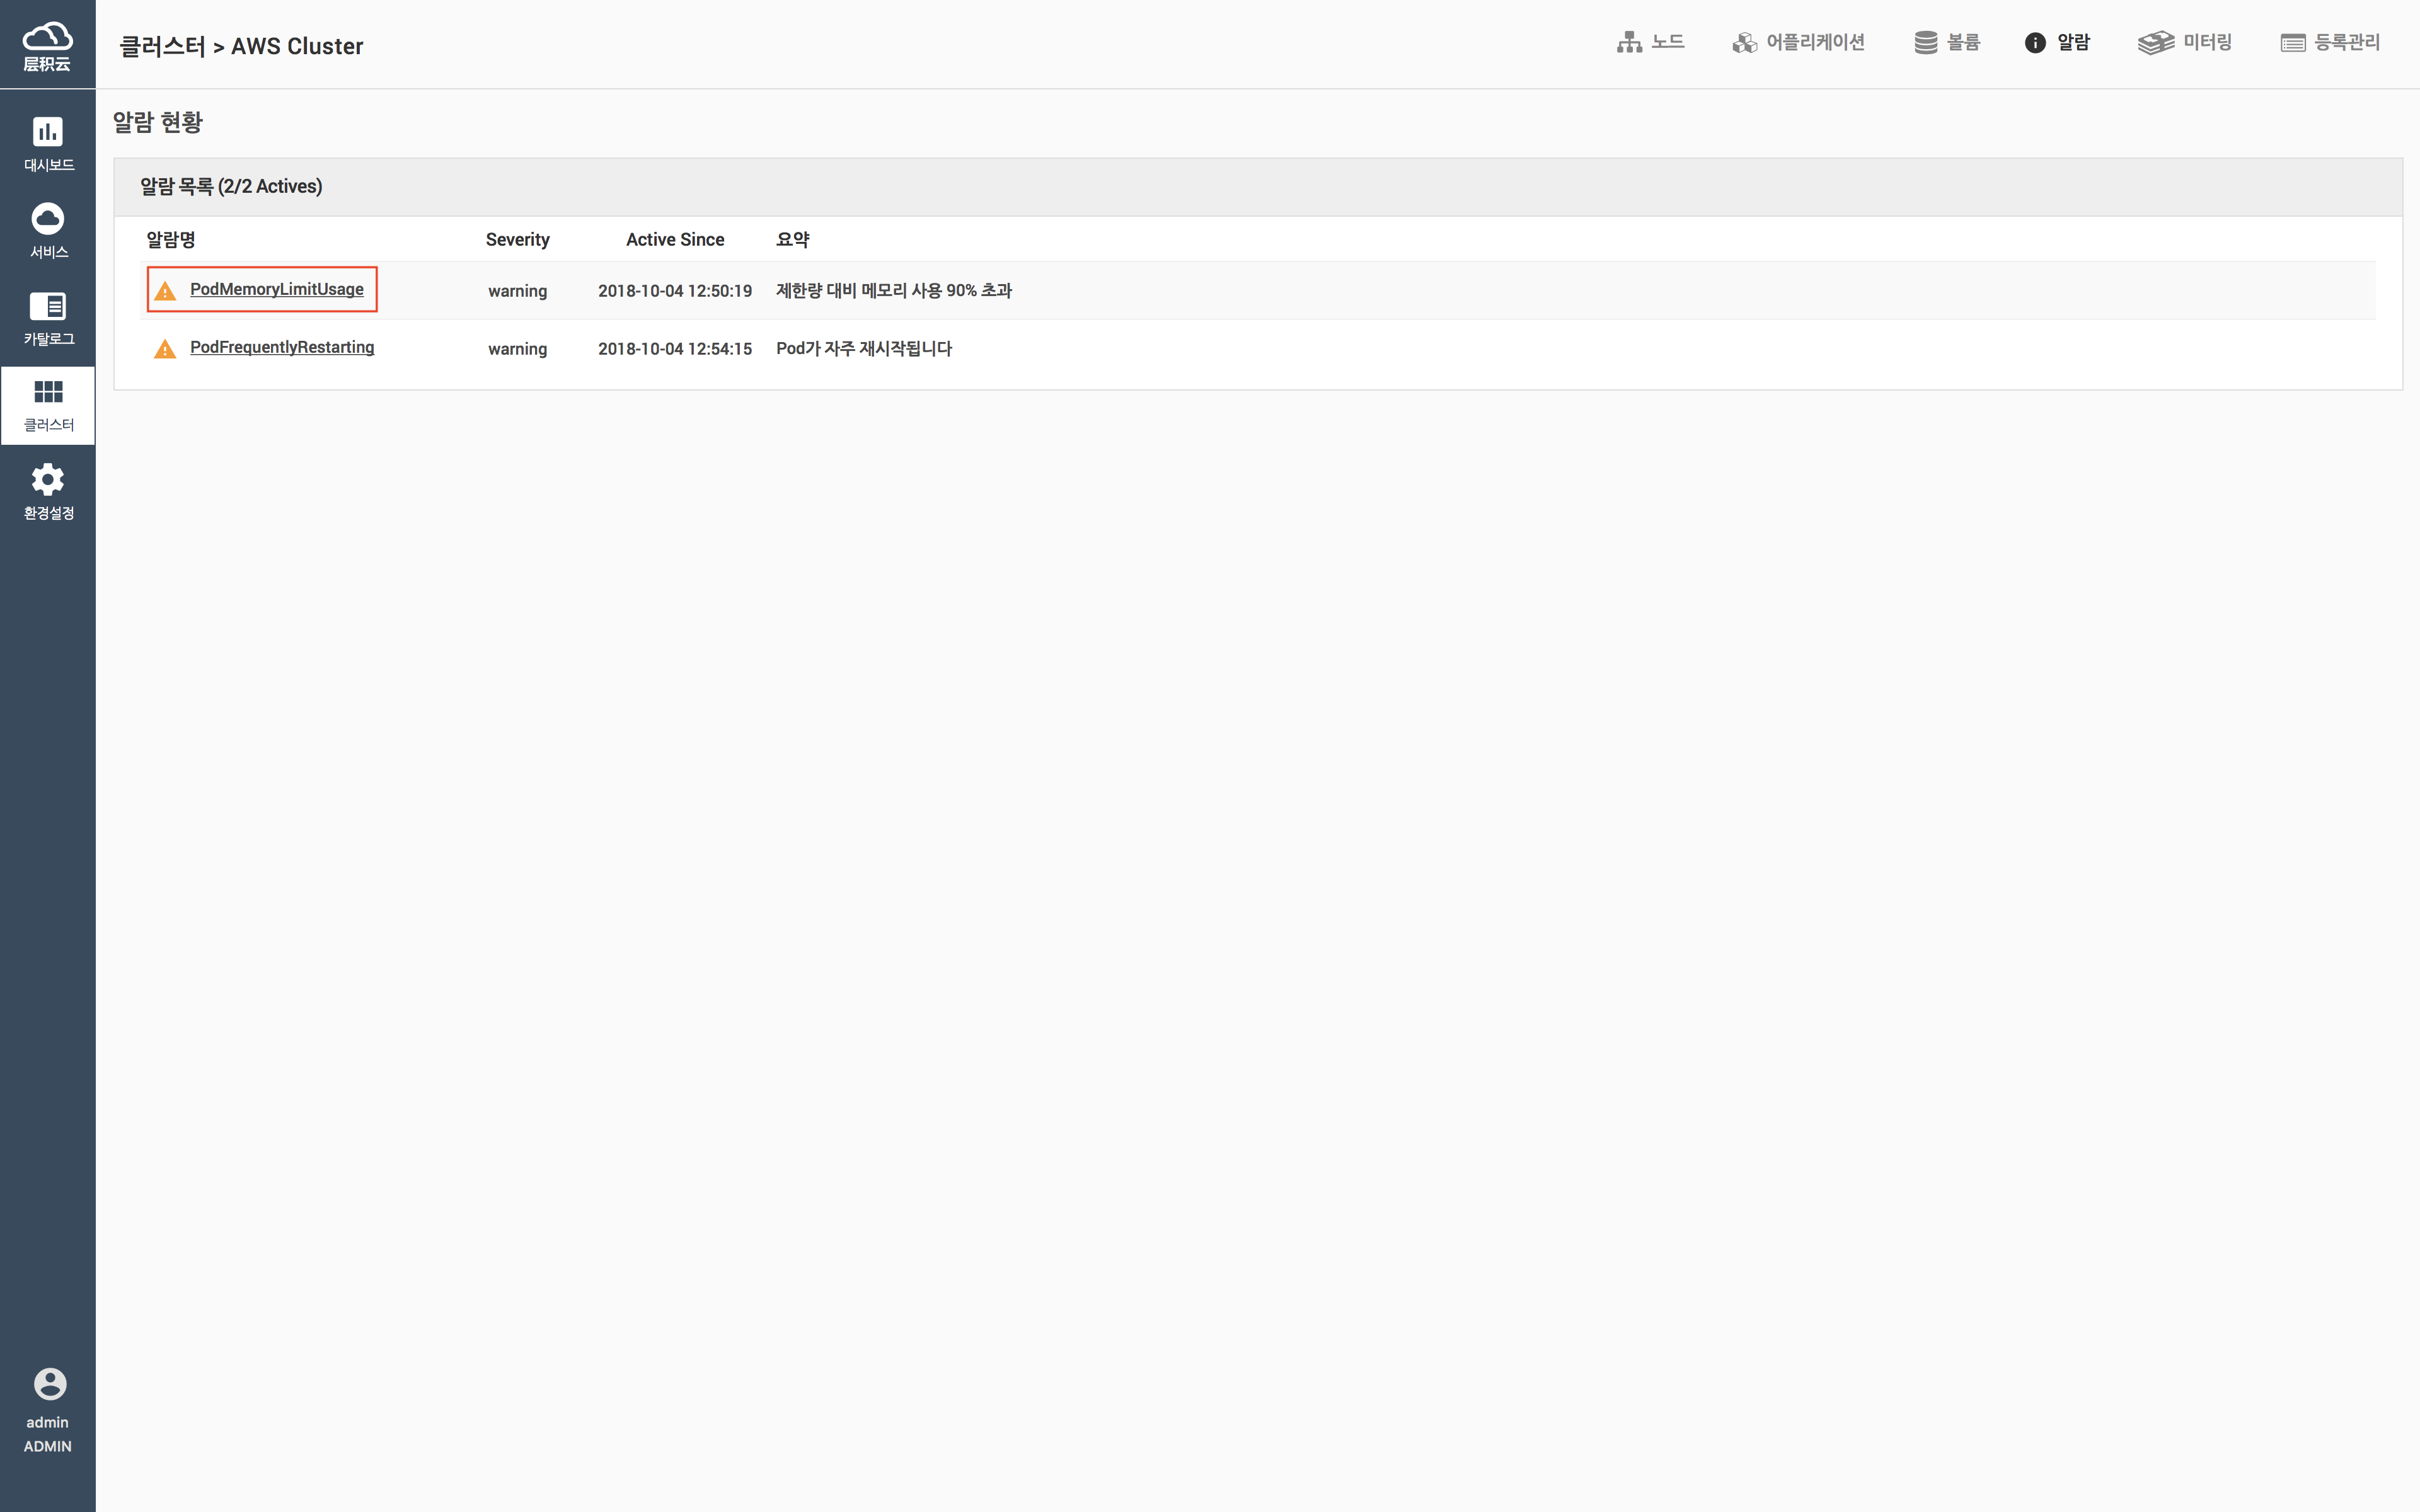 层积云
클러스터 > AWS Cluster
노드
어플리케이션
볼륨
알람
미터링
등록관리
대시보드
서비스
카탈로그
클러스터
환경설정
admin
ADMIN
알람 현황
알람 목록 (2/2 Actives)
알람명 Severity Active Since 요약
PodMemoryLimitUsage warning 2018-10-04 12:50:19 제한량 대비 메모리 사용 90% 초과
PodFrequentlyRestarting warning 2018-10-04 12:54:15 Pod가 자주 재시작됩니다